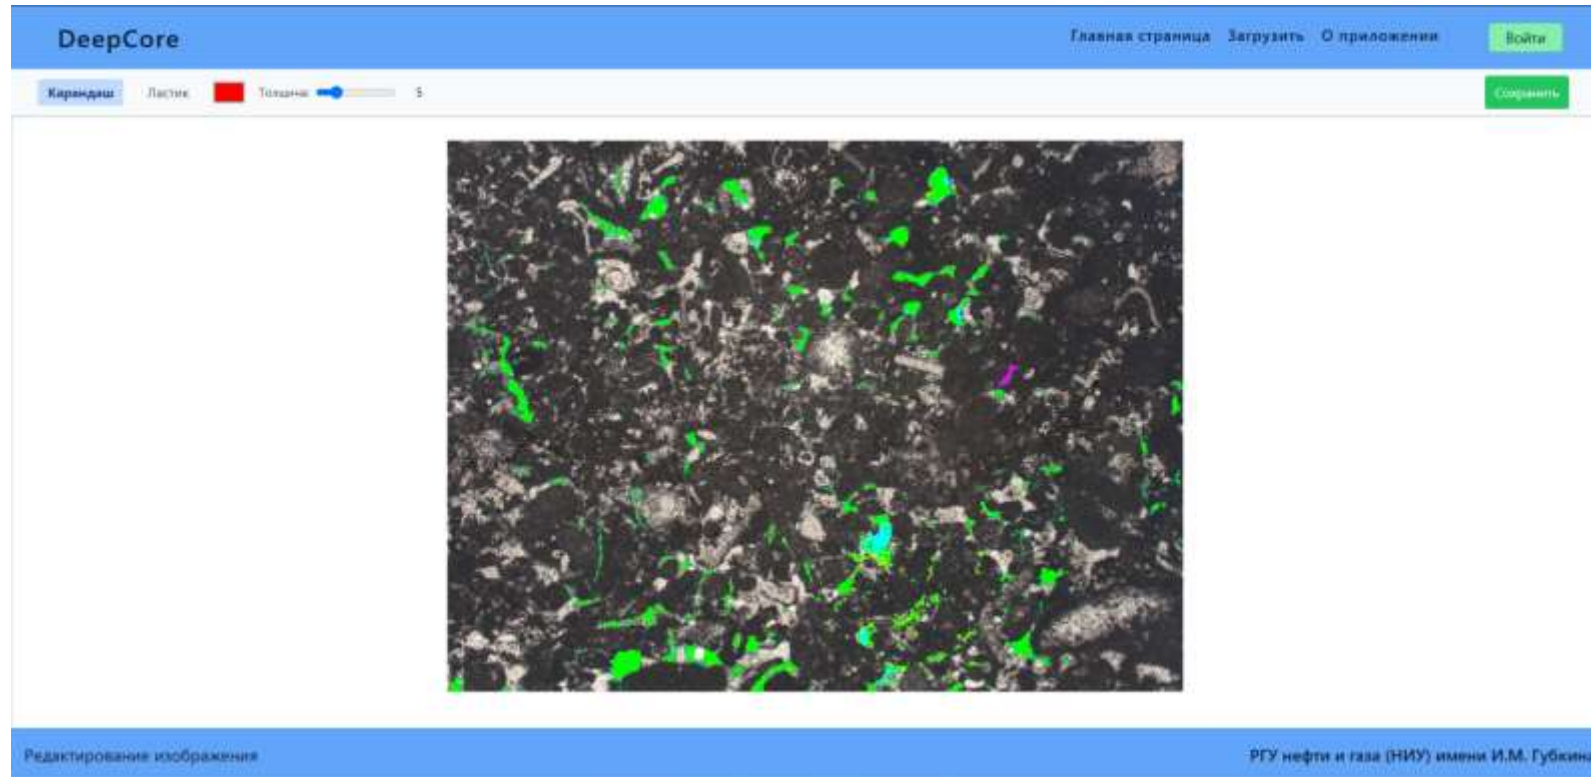 DeepCore
Главная страница Загрузить О приложении Войти
Карандаш Ластик Толщина: 5 Сохранить
Редактирование изображения РГУ нефти и газа (НИУ) имени И.М. Губкина